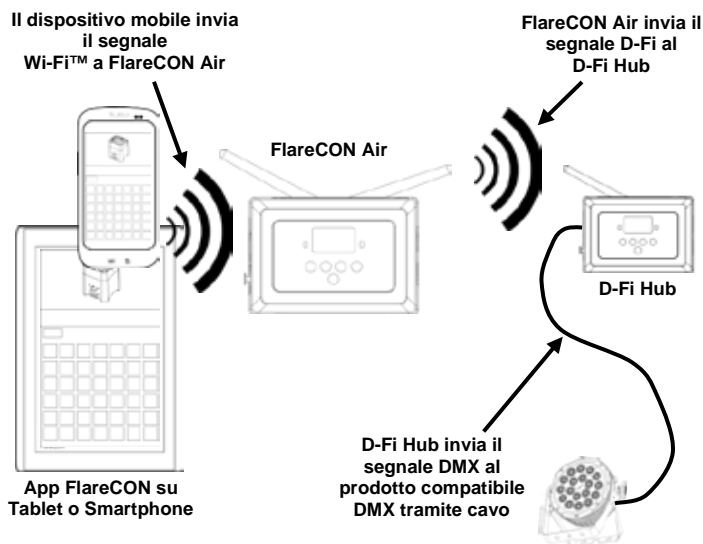 Il dispositivo mobile invia
il segnale
Wi-Fi™ a FlareCON Air
FlareCON Air invia il
segnale D-Fi al
D-Fi Hub
FlareCON Air
D-Fi Hub
D-Fi Hub invia il
segnale DMX al
prodotto compatibile
DMX tramite cavo
App FlareCON su
Tablet o Smartphone